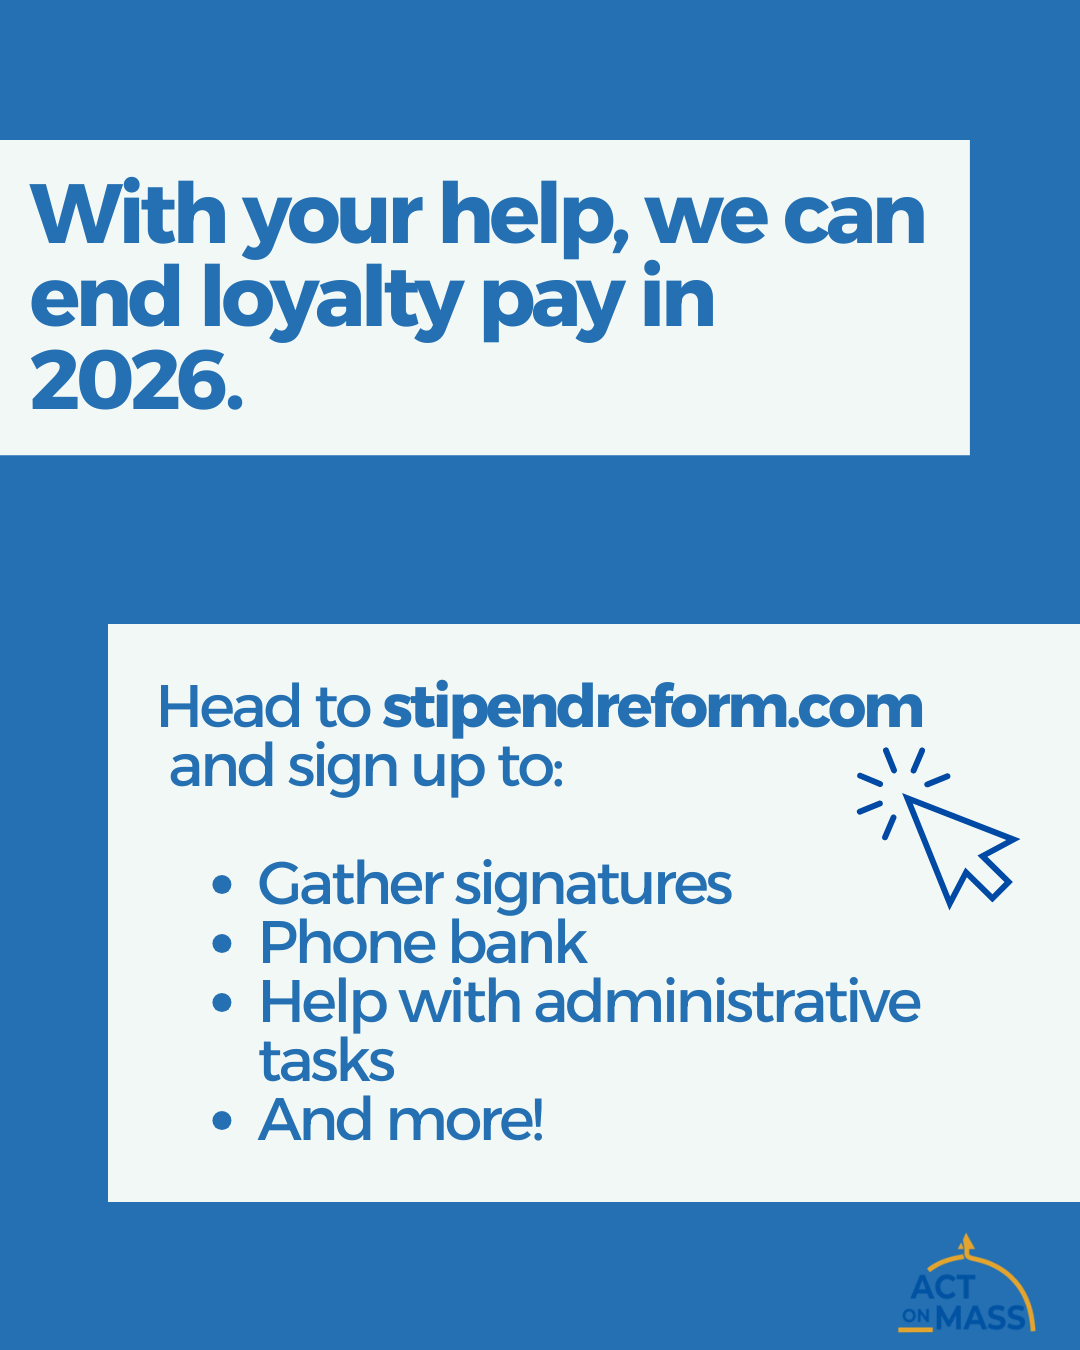 With your help, we can
end loyalty pay in
2026.
Head to stipendreform.com
and sign up to:
• Gather signatures
• Phone bank
• Help with administrative
tasks
• And more!
ACT
ON MASS